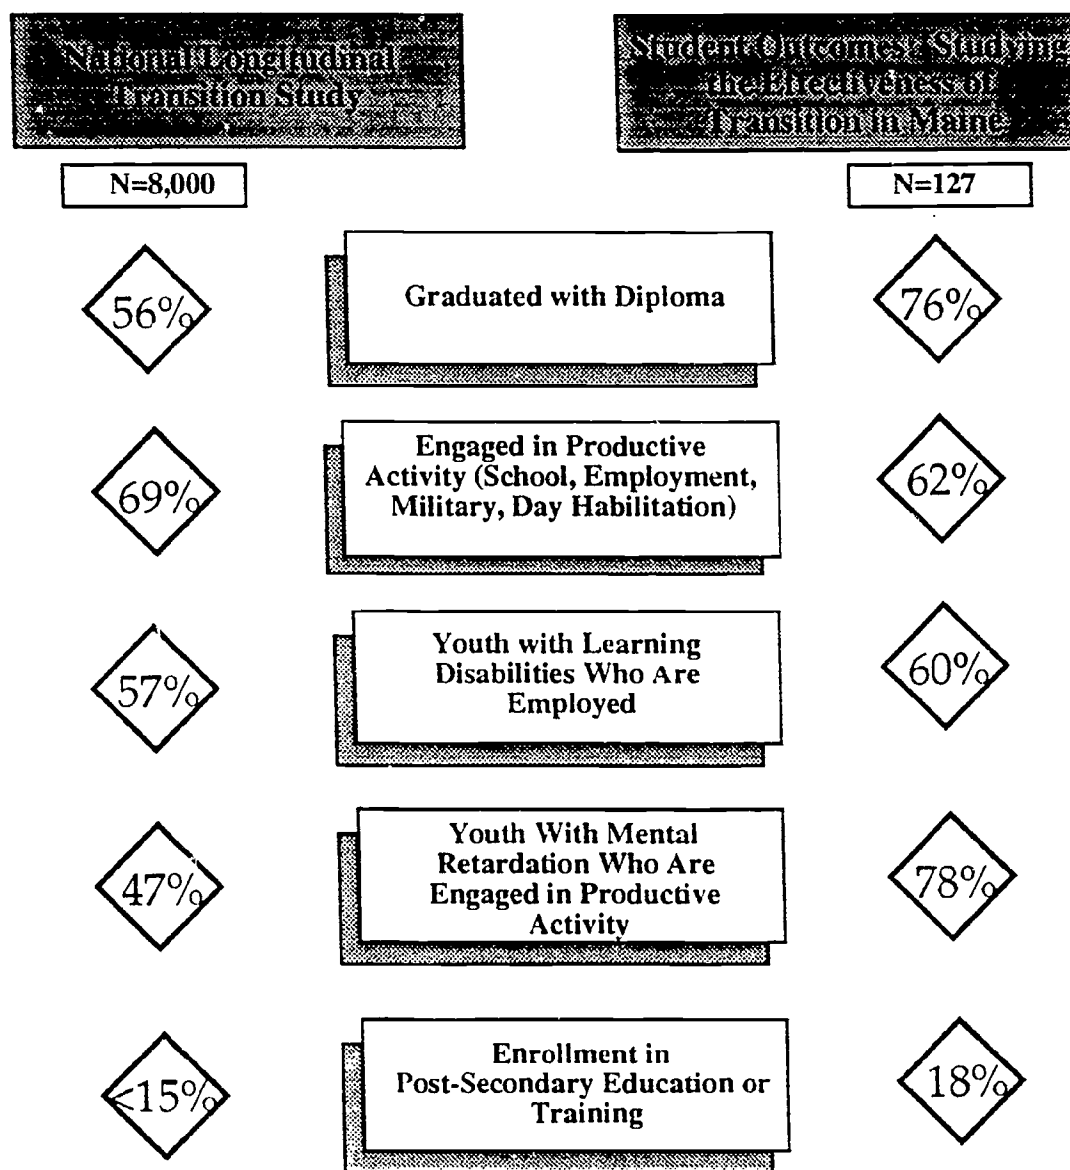 National Longitudinal
Transition Study
Student Outcomes: Studying
the Effectiveness of
Transition in Maine
N=8,000
N=127
56%
Graduated with Diploma
76%
69%
Engaged in Productive
Activity (School, Employment,
Military, Day Habilitation)
62%
57%
Youth with Learning
Disabilities Who Are
Employed
60%
47%
Youth With Mental
Retardation Who Are
Engaged in Productive
Activity
78%
<15%
Enrollment in
Post-Secondary Education or
Training
18%